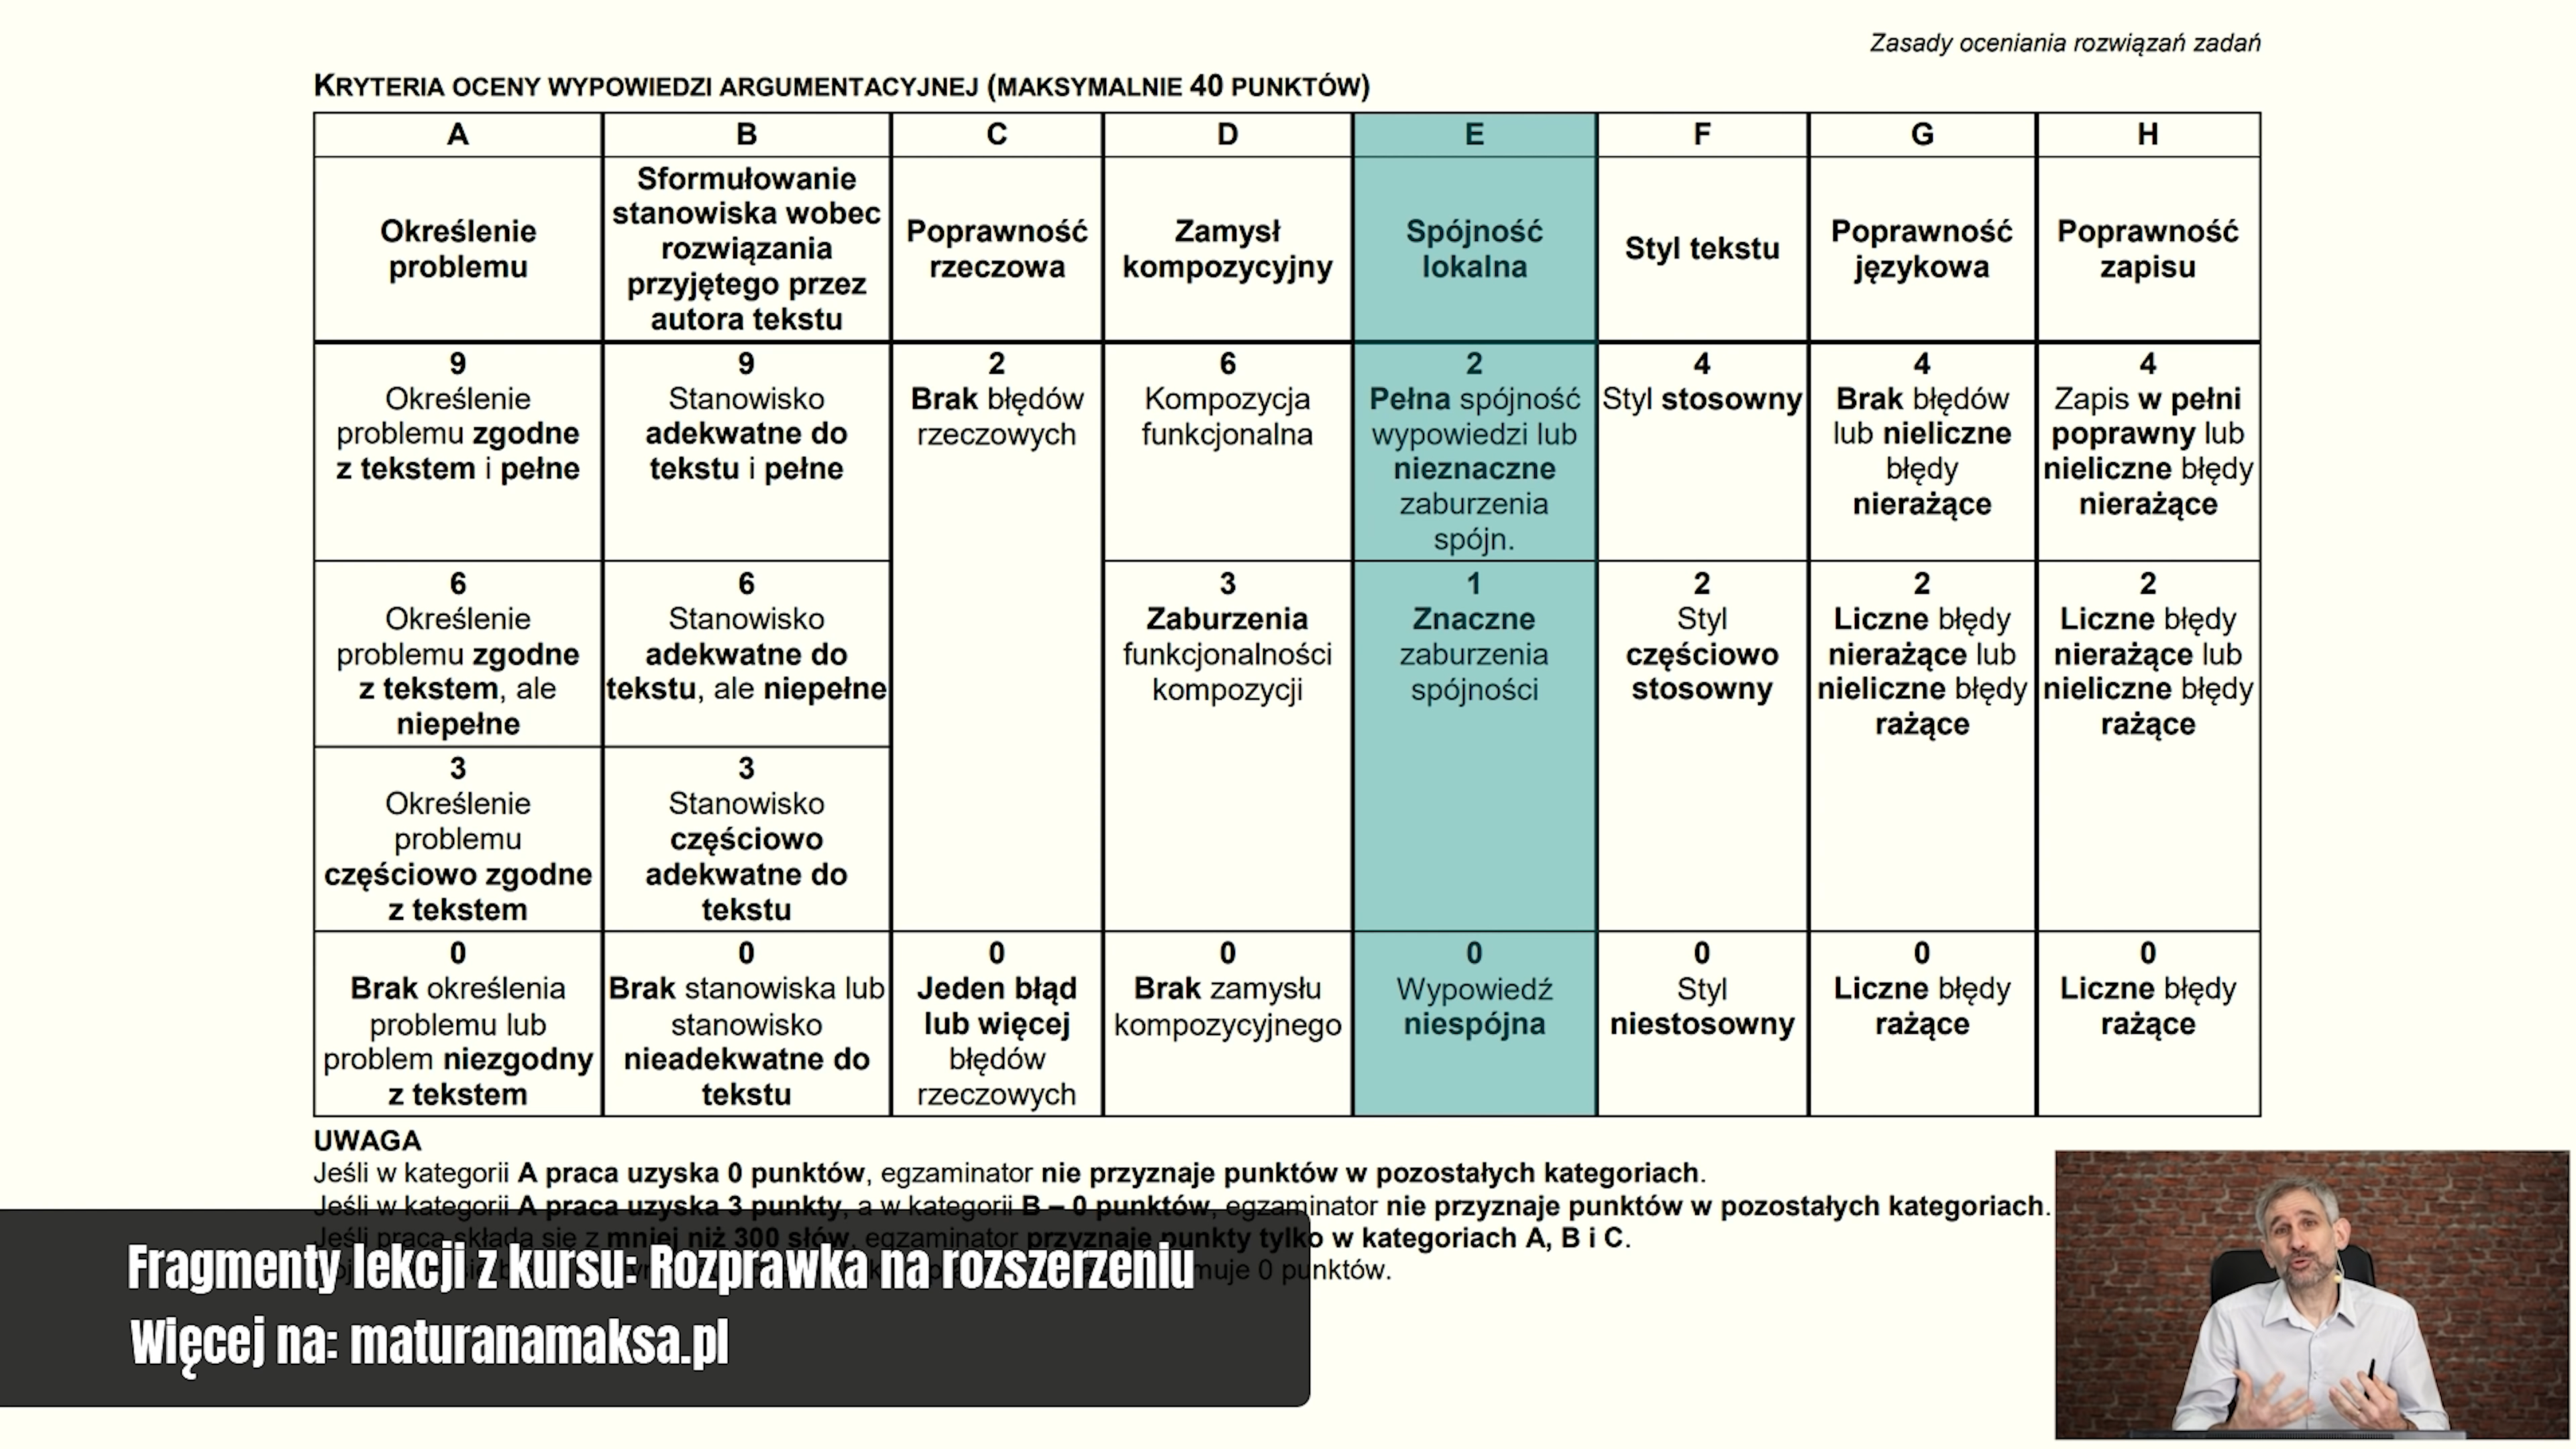 Zasady oceniania rozwiązań zadań
KRYTERIA OCENY WYPOWIEDZI ARGUMENTACYJNEJ (MAKSYMALNIE 40 PUNKTÓW)
A B C D E F G H
Określenie
problemu
Sformułowanie
stanowiska wobec
rozwiązania
przyjętego przez
autora tekstu
Poprawność
rzeczowa
Zamysł
kompozycyjny
Spójność
lokalna
Styl tekstu
Poprawność
językowa
Poprawność
zapisu
9
Określenie
problemu zgodne
z tekstem i pełne
9
Stanowisko
adekwatne do
tekstu i pełne
2
Brak błędów
rzeczowych
6
Kompozycja
funkcjonalna
2
Pełna spójność
wypowiedzi lub
nieznaczne
zaburzenia
spójn.
4
Styl stosowny
4
Brak błędów
lub nieliczne
błędy
nierażące
4
Zapis w pełni
poprawny lub
nieliczne błędy
nierażące
6
Określenie
problemu zgodne
z tekstem, ale
niepełne
6
Stanowisko
adekwatne do
tekstu, ale niepełne
3
Zaburzenia
funkcjonalności
kompozycji
1
Znaczne
zaburzenia
spójności
2
Styl
częściowo
stosowny
2
Liczne błędy
nierażące lub
nieliczne błędy
rażące
2
Liczne błędy
nierażące lub
nieliczne błędy
rażące
3
Określenie
problemu
częściowo zgodne
z tekstem
3
Stanowisko
częściowo
adekwatne do
tekstu
0
Brak określenia
problemu lub
problem niezgodny
z tekstem
0
Brak stanowiska lub
stanowisko
nieadekwatne do
tekstu
0
Jeden błąd
lub więcej
błędów
rzeczowych
0
Brak zamysłu
kompozycyjnego
0
Wypowiedź
niespójna
0
Styl
niestosowny
0
Liczne błędy
rażące
0
Liczne błędy
rażące
UWAGA
Jeśli w kategorii A praca uzyska 0 punktów, egzaminator nie przyznaje punktów w pozostałych kategoriach.
Jeśli w kategorii A praca uzyska 3 punkty, a w kategorii B – 0 punktów, egzaminator nie przyznaje punktów w pozostałych kategoriach.
Jeśli praca składa się z mniej niż 300 słów, egzaminator przyznaje punkty tylko w kategoriach A, B i C.
0 punktów.
Fragmenty lekcji z kursu: Rozprawka na rozszerzeniu
Więcej na: maturanamaksa.pl